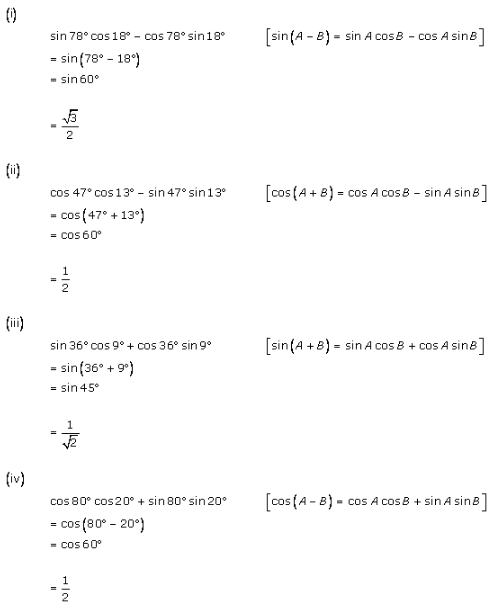 (i)
sin 78° cos 18° − cos 78° sin 18° [sin(A − B) = sin A cos B − cos A sin B]
= sin(78° − 18°)
= sin 60°
= √3/2
(ii)
cos 47° cos 13° − sin 47° sin 13° [cos(A + B) = cos A cos B − sin A sin B]
= cos(47° + 13°)
= cos 60°
= 1/2
(iii)
sin 36° cos 9° + cos 36° sin 9° [sin(A + B) = sin A cos B + cos A sin B]
= sin(36° + 9°)
= sin 45°
= 1/√2
(iv)
cos 80° cos 20° + sin 80° sin 20° [cos(A − B) = cos A cos B + sin A sin B]
= cos(80° − 20°)
= cos 60°
= 1/2